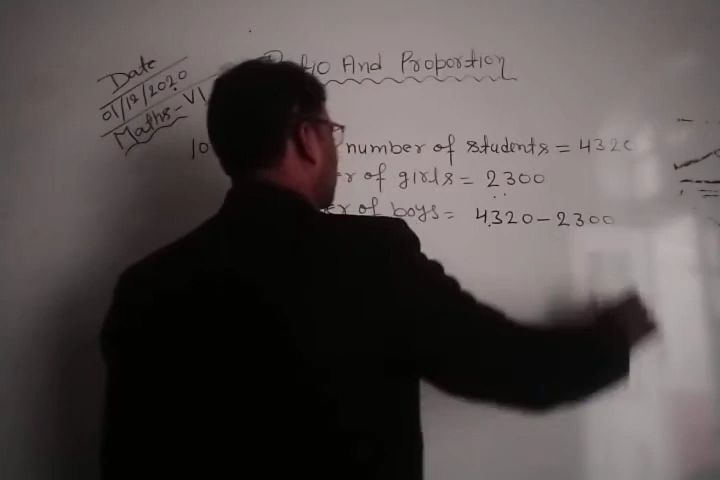 Date
01/12/2020
Maths-VI
And Proportion
10
number of students = 4320
of girls = 2300
of boys = 4320-2300